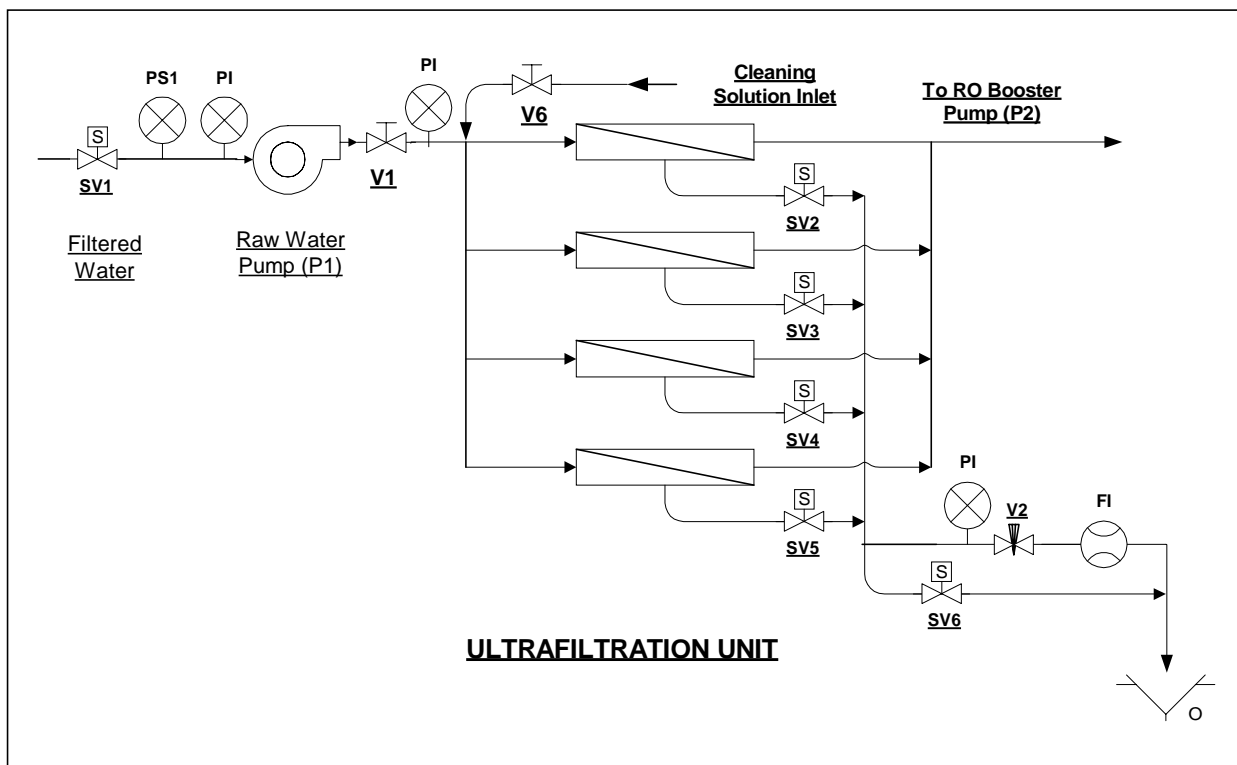 PS1
PI
PI
Cleaning
Solution Inlet
To RO Booster
Pump (P2)
V6
S
SV1
V1
S
SV2
Filtered
Water
Raw Water
Pump (P1)
S
SV3
S
SV4
S
SV5
PI
V2
FI
S
SV6
ULTRAFILTRATION UNIT
O